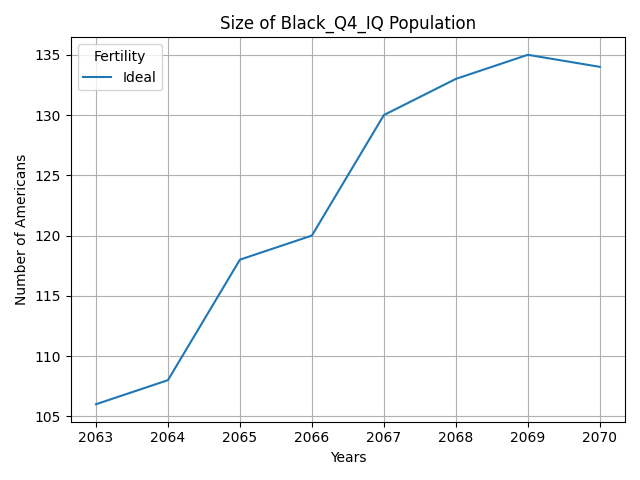 Size of Black_Q4_IQ Population
Fertility
Ideal
Number of Americans
135
130
125
120
115
110
105
2063 2064 2065 2066 2067 2068 2069 2070
Years